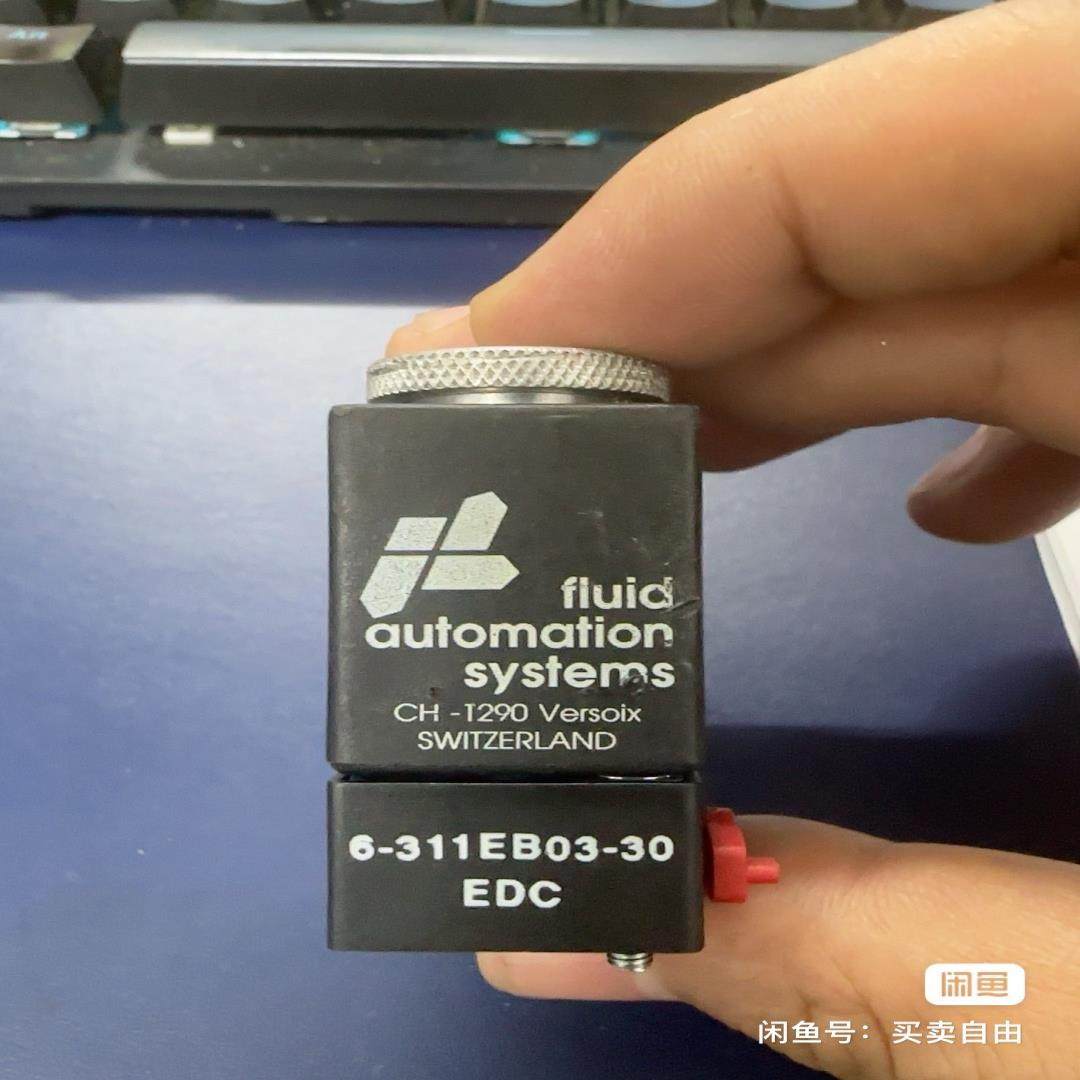 Alt
fluid
automation
systems
CH -1290 Versoix
SWITZERLAND
6-311EB03-30
EDC
闲鱼
闲鱼号：买卖自由